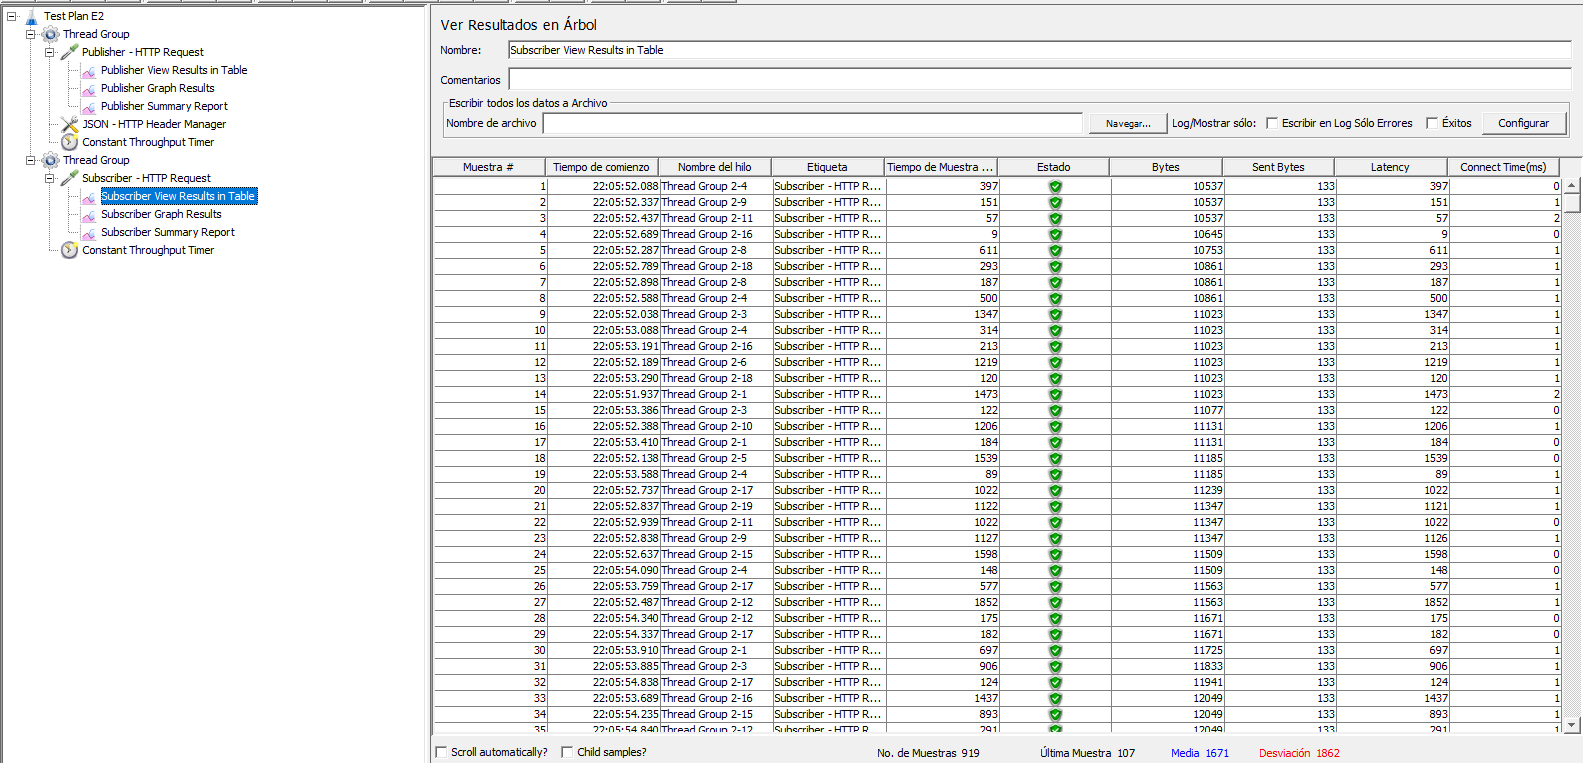 Test Plan E2
Thread Group
Publisher - HTTP Request
Publisher View Results in Table
Publisher Graph Results
Publisher Summary Report
JSON - HTTP Header Manager
Constant Throughput Timer
Thread Group
Subscriber - HTTP Request
Subscriber View Results in Table
Subscriber Graph Results
Subscriber Summary Report
Constant Throughput Timer
Ver Resultados en Árbol
Nombre: Subscriber View Results in Table
Comentarios
Escribir todos los datos a Archivo
Nombre de archivo Navegar... Log/Mostrar sólo: Escribir en Log Sólo Errores Éxitos Configurar
Muestra # Tiempo de comienzo Nombre del hilo Etiqueta Tiempo de Muestra ... Estado Bytes Sent Bytes Latency Connect Time(ms)
1 22:05:52.088 Thread Group 2-4 Subscriber - HTTP R... 397 10537 133 397 0
2 22:05:52.337 Thread Group 2-9 Subscriber - HTTP R... 151 10537 133 151 1
3 22:05:52.437 Thread Group 2-11 Subscriber - HTTP R... 57 10537 133 57 2
4 22:05:52.689 Thread Group 2-16 Subscriber - HTTP R... 9 10645 133 9 0
5 22:05:52.287 Thread Group 2-8 Subscriber - HTTP R... 611 10753 133 611 1
6 22:05:52.789 Thread Group 2-18 Subscriber - HTTP R... 293 10861 133 293 1
7 22:05:52.898 Thread Group 2-8 Subscriber - HTTP R... 187 10861 133 187 1
8 22:05:52.588 Thread Group 2-4 Subscriber - HTTP R... 500 10861 133 500 1
9 22:05:52.038 Thread Group 2-3 Subscriber - HTTP R... 1347 11023 133 1347 1
10 22:05:53.088 Thread Group 2-4 Subscriber - HTTP R... 314 11023 133 314 1
11 22:05:53.191 Thread Group 2-16 Subscriber - HTTP R... 213 11023 133 213 1
12 22:05:52.189 Thread Group 2-6 Subscriber - HTTP R... 1219 11023 133 1219 1
13 22:05:53.290 Thread Group 2-18 Subscriber - HTTP R... 120 11023 133 120 1
14 22:05:51.937 Thread Group 2-1 Subscriber - HTTP R... 1473 11023 133 1473 2
15 22:05:53.386 Thread Group 2-3 Subscriber - HTTP R... 122 11077 133 122 0
16 22:05:52.388 Thread Group 2-10 Subscriber - HTTP R... 1206 11131 133 1206 1
17 22:05:53.410 Thread Group 2-1 Subscriber - HTTP R... 184 11131 133 184 0
18 22:05:52.138 Thread Group 2-5 Subscriber - HTTP R... 1539 11185 133 1539 0
19 22:05:53.588 Thread Group 2-4 Subscriber - HTTP R... 89 11185 133 89 1
20 22:05:52.737 Thread Group 2-17 Subscriber - HTTP R... 1022 11239 133 1022 1
21 22:05:52.837 Thread Group 2-19 Subscriber - HTTP R... 1122 11347 133 1121 1
22 22:05:52.939 Thread Group 2-11 Subscriber - HTTP R... 1022 11347 133 1022 0
23 22:05:52.838 Thread Group 2-9 Subscriber - HTTP R... 1127 11347 133 1126 1
24 22:05:52.637 Thread Group 2-15 Subscriber - HTTP R... 1598 11509 133 1598 0
25 22:05:54.090 Thread Group 2-4 Subscriber - HTTP R... 148 11509 133 148 0
26 22:05:53.759 Thread Group 2-17 Subscriber - HTTP R... 577 11563 133 577 1
27 22:05:52.487 Thread Group 2-12 Subscriber - HTTP R... 1852 11563 133 1852 1
28 22:05:54.340 Thread Group 2-12 Subscriber - HTTP R... 175 11671 133 175 0
29 22:05:54.337 Thread Group 2-17 Subscriber - HTTP R... 182 11671 133 182 0
30 22:05:53.910 Thread Group 2-1 Subscriber - HTTP R... 697 11725 133 697 1
31 22:05:53.885 Thread Group 2-3 Subscriber - HTTP R... 906 11833 133 906 1
32 22:05:54.838 Thread Group 2-17 Subscriber - HTTP R... 124 11941 133 124 1
33 22:05:53.689 Thread Group 2-16 Subscriber - HTTP R... 1437 12049 133 1437 1
34 22:05:54.235 Thread Group 2-15 Subscriber - HTTP R... 893 12049 133 893 1
35 22:05:54.840 Thread Group 2-12 Subscriber - HTTP R... 291 12049 133 291 1
Scroll automatically? Child samples? No. de Muestras 919 Última Muestra 107 Media 1671 Desviación 1862